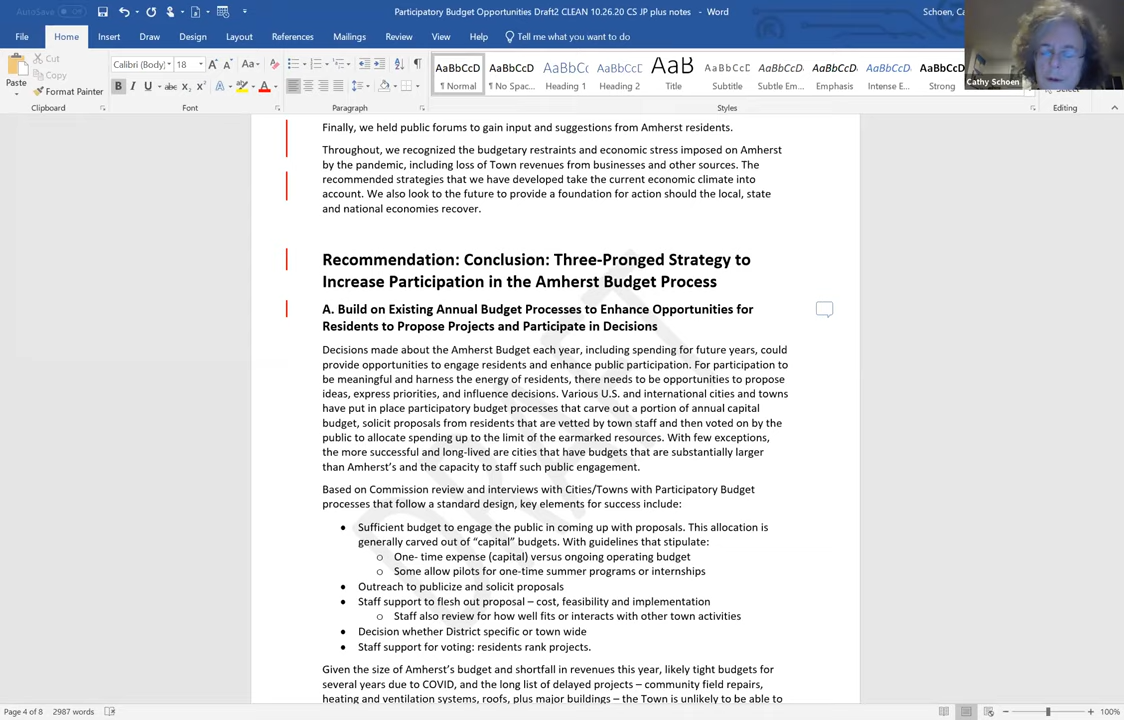 AutoSave
Off
Participatory Budget Opportunities Draft2 CLEAN 10.26.20 CS JP plus notes - Word
Schoen, Ca
File
Home
Insert
Draw
Design
Layout
References
Mailings
Review
View
Help
Tell me what you want to do
Paste
Cut
Copy
Format Painter
Clipboard
Calibri (Body)
18
Font
Paragraph
AaBbCcD
¶ Normal
AaBbCcD
¶ No Spac...
AaBbCc
Heading 1
AaBbCcD
Heading 2
AaB
Title
AaBbCcD
Subtitle
AaBbCcD
Subtle Em...
AaBbCcD
Emphasis
AaBbCcD
Intense E...
AaBbCcD
Strong
Styles
Editing
Cathy Schoen
Finally, we held public forums to gain input and suggestions from Amherst residents.
Throughout, we recognized the budgetary restraints and economic stress imposed on Amherst
by the pandemic, including loss of Town revenues from businesses and other sources. The
recommended strategies that we have developed take the current economic climate into
account. We also look to the future to provide a foundation for action should the local, state
and national economies recover.
Recommendation: Conclusion: Three-Pronged Strategy to
Increase Participation in the Amherst Budget Process
A. Build on Existing Annual Budget Processes to Enhance Opportunities for
Residents to Propose Projects and Participate in Decisions
Decisions made about the Amherst Budget each year, including spending for future years, could
provide opportunities to engage residents and enhance public participation. For participation to
be meaningful and harness the energy of residents, there needs to be opportunities to propose
ideas, express priorities, and influence decisions. Various U.S. and international cities and towns
have put in place participatory budget processes that carve out a portion of annual capital
budget, solicit proposals from residents that are vetted by town staff and then voted on by the
public to allocate spending up to the limit of the earmarked resources. With few exceptions,
the more successful and long-lived are cities that have budgets that are substantially larger
than Amherst's and the capacity to staff such public engagement.
Based on Commission review and interviews with Cities/Towns with Participatory Budget
processes that follow a standard design, key elements for success include:
• Sufficient budget to engage the public in coming up with proposals. This allocation is
generally carved out of “capital” budgets. With guidelines that stipulate:
o One- time expense (capital) versus ongoing operating budget
o Some allow pilots for one-time summer programs or internships
• Outreach to publicize and solicit proposals
• Staff support to flesh out proposal – cost, feasibility and implementation
o Staff also review for how well fits or interacts with other town activities
• Decision whether District specific or town wide
• Staff support for voting: residents rank projects.
Given the size of Amherst's budget and shortfall in revenues this year, likely tight budgets for
several years due to COVID, and the long list of delayed projects – community field repairs,
heating and ventilation systems, roofs, plus major buildings – the Town is unlikely to be able to
DRAFT
Page 4 of 8
2987 words
100%